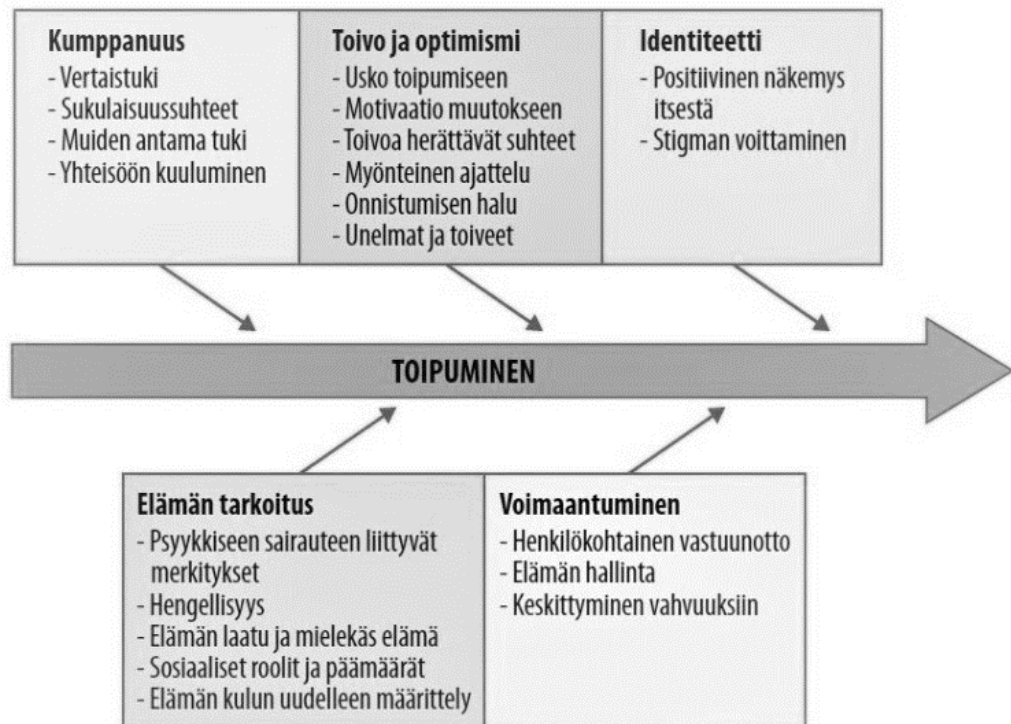 Kumppanuus
- Vertaistuki
- Sukulaisuussuhteet
- Muiden antama tuki
- Yhteisöön kuuluminen
Toivo ja optimismi
- Usko toipumiseen
- Motivaatio muutokseen
- Toivoa herättävät suhteet
- Myönteinen ajattelu
- Onnistumisen halu
- Unelmat ja toiveet
Identiteetti
- Positiivinen näkemys
itsestä
- Stigman voittaminen
TOIPUMINEN
Elämän tarkoitus
- Psyykkiseen sairauteen liittyvät
merkitykset
- Hengellisyys
- Elämän laatu ja mielekäs elämä
- Sosiaaliset roolit ja päämäärät
- Elämän kulun uudelleen määrittely
Voimaantuminen
- Henkilökohtainen vastuunotto
- Elämän hallinta
- Keskittyminen vahvuuksiin